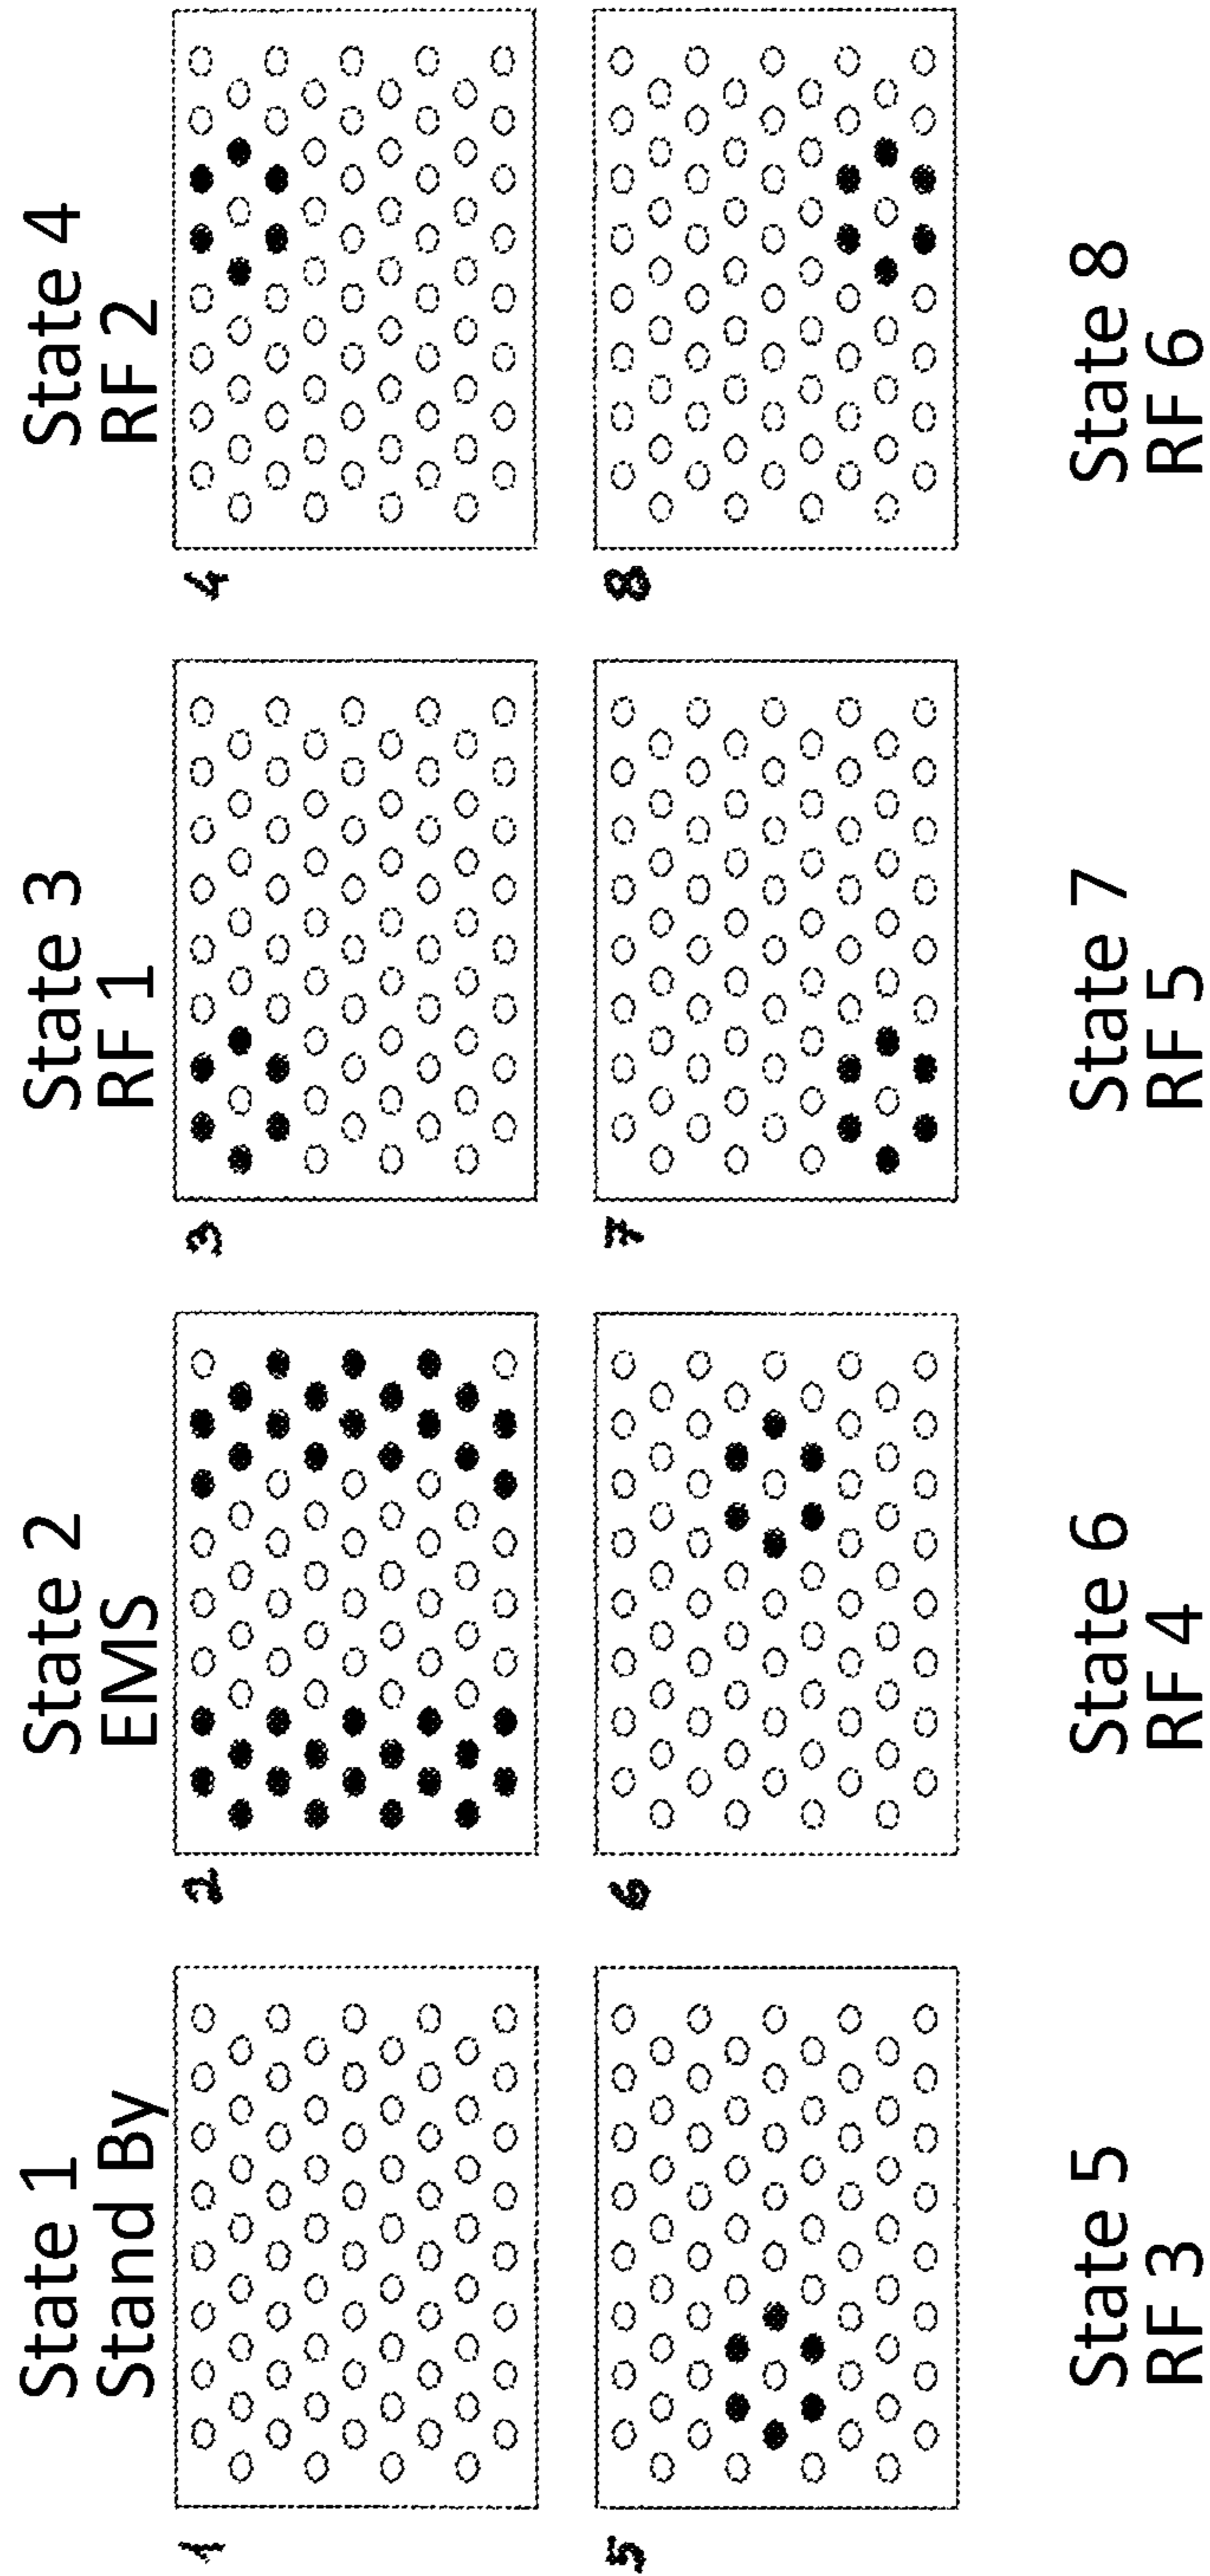 State 1
Stand By
State 2
EMS
State 3
RF 1
State 4
RF 2
1
2
3
4
5
6
7
8
State 5
RF 3
State 6
RF 4
State 7
RF 5
State 8
RF 6